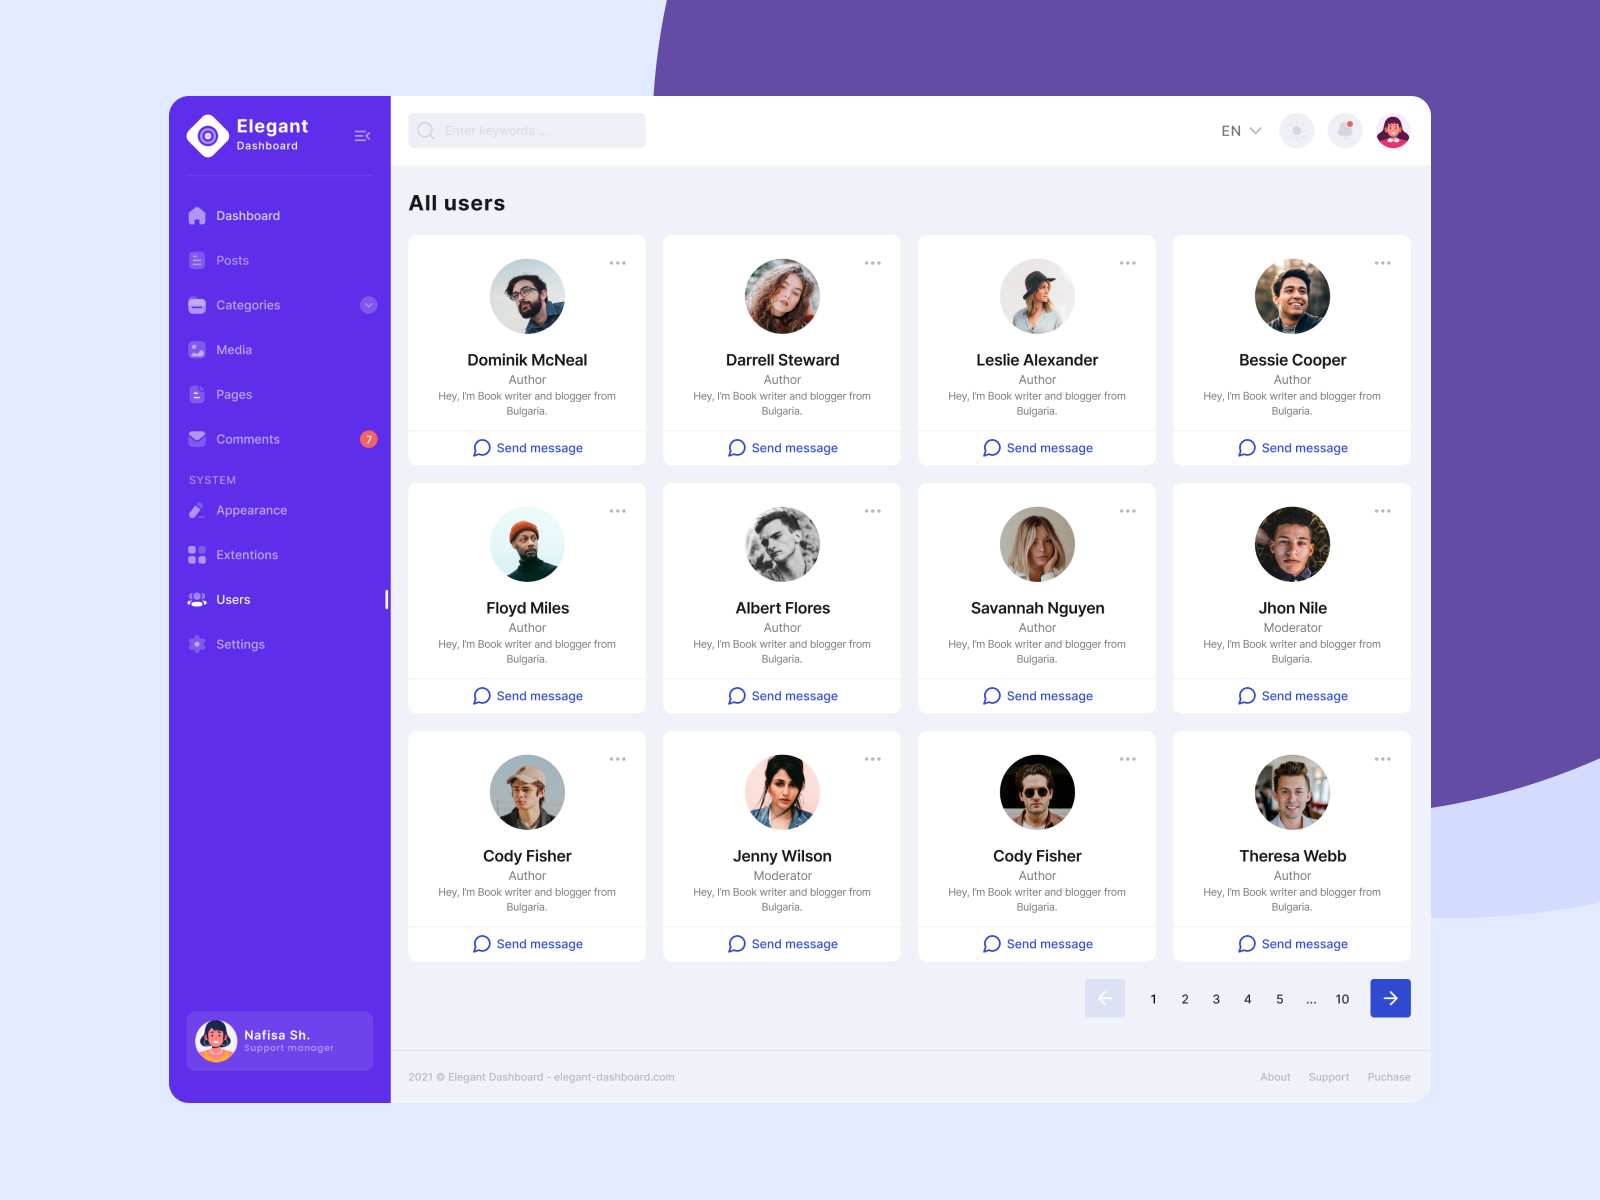 Elegant
Dashboard
Enter keywords ...
EN
Dashboard
Posts
Categories
Media
Pages
Comments
7
SYSTEM
Appearance
Extentions
Users
Settings
Nafisa Sh.
Support manager
All users
Dominik McNeal
Author
Hey, I'm Book writer and blogger from
Bulgaria.
Send message
Darrell Steward
Author
Hey, I'm Book writer and blogger from
Bulgaria.
Send message
Leslie Alexander
Author
Hey, I'm Book writer and blogger from
Bulgaria.
Send message
Bessie Cooper
Author
Hey, I'm Book writer and blogger from
Bulgaria.
Send message
Floyd Miles
Author
Hey, I'm Book writer and blogger from
Bulgaria.
Send message
Albert Flores
Author
Hey, I'm Book writer and blogger from
Bulgaria.
Send message
Savannah Nguyen
Author
Hey, I'm Book writer and blogger from
Bulgaria.
Send message
Jhon Nile
Moderator
Hey, I'm Book writer and blogger from
Bulgaria.
Send message
Cody Fisher
Author
Hey, I'm Book writer and blogger from
Bulgaria.
Send message
Jenny Wilson
Moderator
Hey, I'm Book writer and blogger from
Bulgaria.
Send message
Cody Fisher
Author
Hey, I'm Book writer and blogger from
Bulgaria.
Send message
Theresa Webb
Author
Hey, I'm Book writer and blogger from
Bulgaria.
Send message
1 2 3 4 5 ... 10
2021 © Elegant Dashboard - elegant-dashboard.com
About Support Puchase